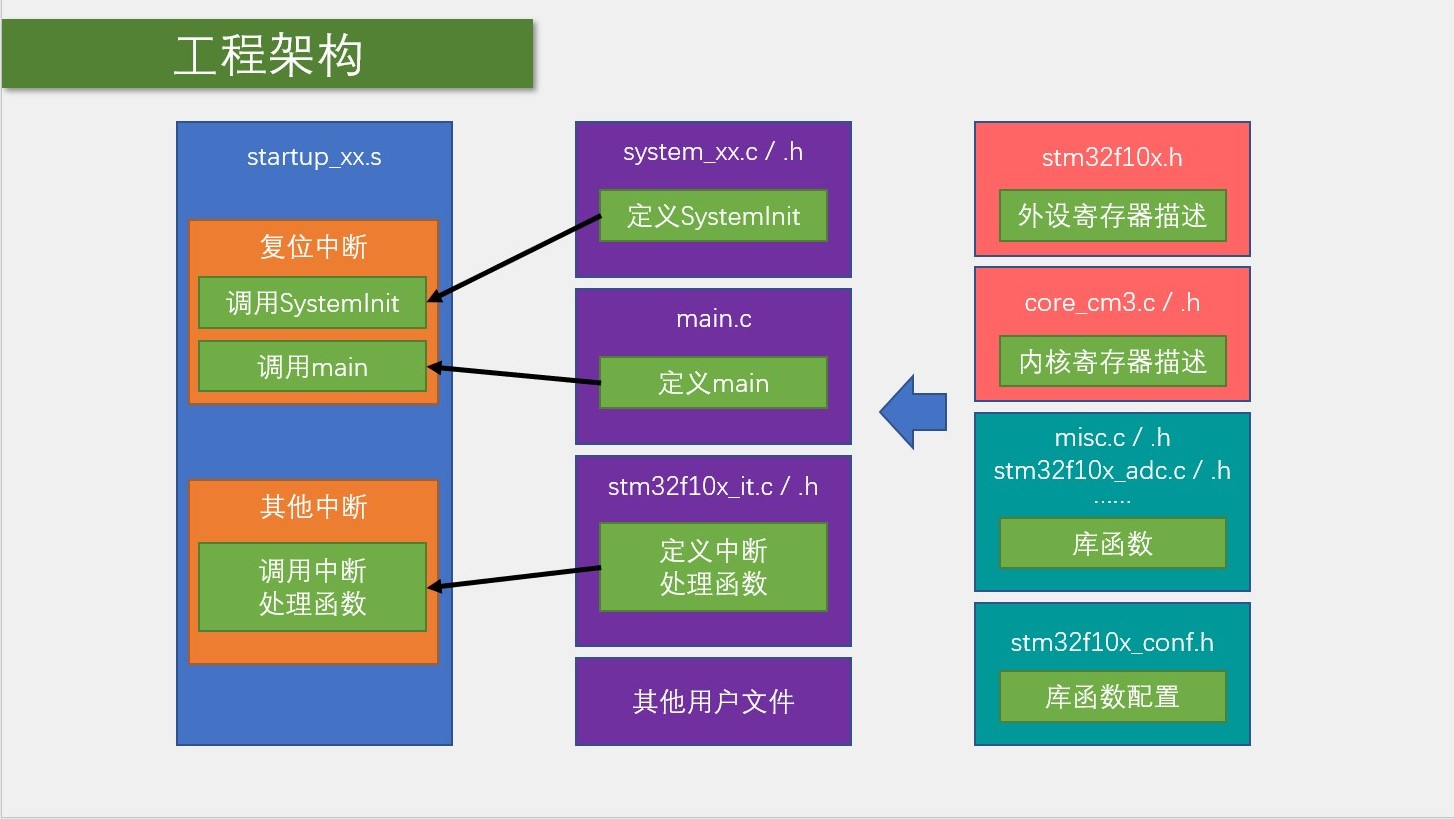 工程架构
startup_xx.s
复位中断
调用SystemInit
调用main
其他中断
调用中断
处理函数
system_xx.c / .h
定义SystemInit
main.c
定义main
stm32f10x_it.c / .h
定义中断
处理函数
其他用户文件
stm32f10x.h
外设寄存器描述
core_cm3.c / .h
内核寄存器描述
misc.c / .h
stm32f10x_adc.c / .h
......
库函数
stm32f10x_conf.h
库函数配置